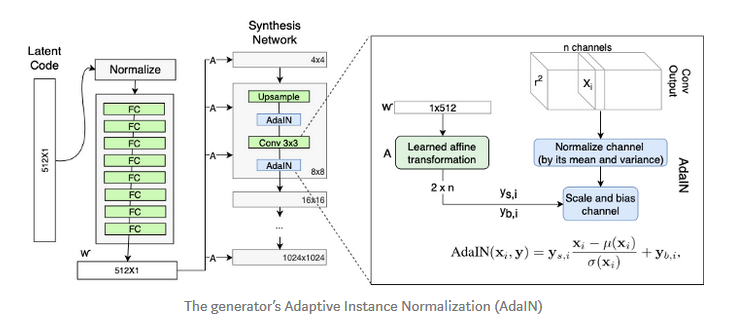 Latent
Code
512X1
Normalize
FC
FC
FC
FC
FC
FC
FC
FC
w
512X1
Synthesis
Network
A
4x4
Upsample
A
AdaIN
Conv 3x3
A
AdaIN
8x8
16x16
...
A
1024x1024
n channels
r²
Xi
Conv
Output
w
1x512
A
Learned affine
transformation
2 x n
ys,i
yb,i
Normalize channel
(by its mean and variance)
Scale and bias
channel
AdaIN
AdaIN(xi, y) = ys,i (xi − μ(xi)) / σ(xi) + yb,i,
The generator's Adaptive Instance Normalization (AdaIN)